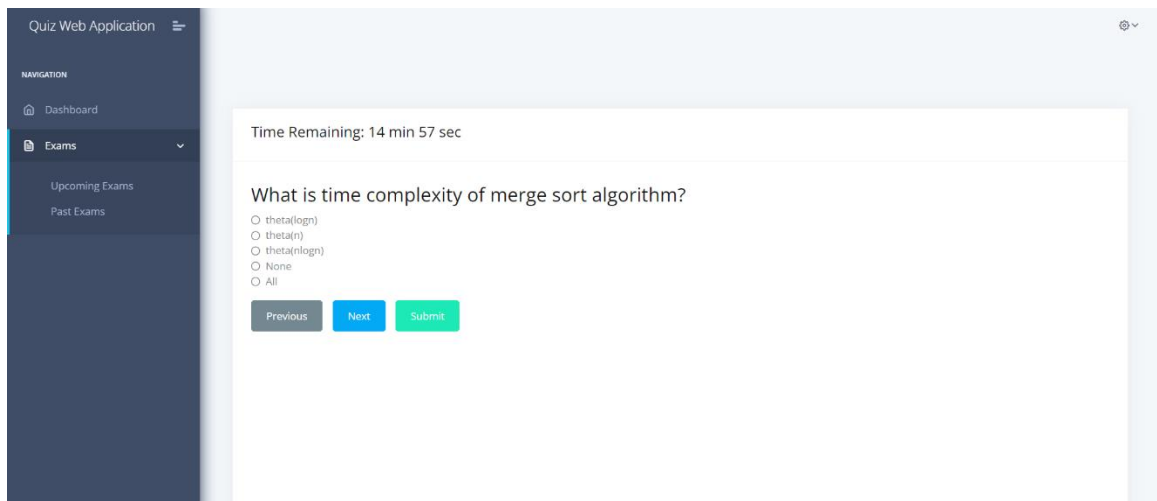 Quiz Web Application
NAVIGATION
Dashboard
Exams
Upcoming Exams
Past Exams
Time Remaining: 14 min 57 sec
What is time complexity of merge sort algorithm?
theta(logn)
theta(n)
theta(nlogn)
None
All
Previous Next Submit